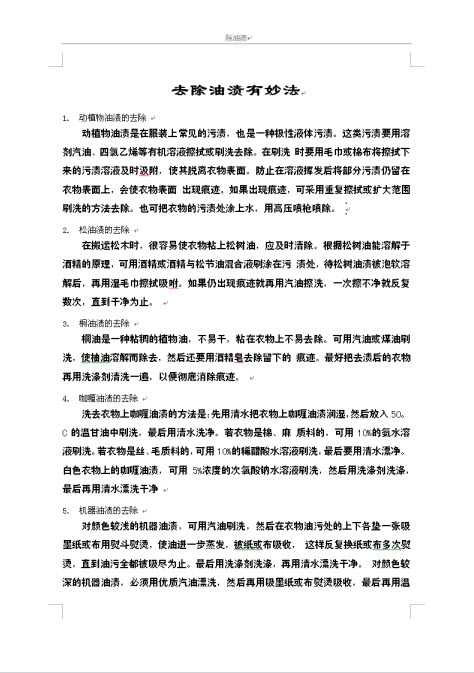 除油渍
去除油渍有妙法
1. 动植物油渍的去除
动植物油渍是在服装上常见的污渍，也是一种极性液体污渍。这类污渍要用溶
剂汽油、四氯乙烯等有机溶液擦拭或刷洗去除。在刷洗 时要用毛巾或棉布将擦拭下
来的污渍溶液及时吸附，使其脱离衣物表面。防止在溶液挥发后将部分污渍仍留在
衣物表面上，会使衣物表面 出现痕迹。如果出现痕迹，可采用重复擦拭或扩大范围
刷洗的方法去除。也可把衣物的污渍处涂上水，用高压喷枪喷除。
2. 松油渍的去除
在搬运松木时，很容易使衣物粘上松树油，应及时清除。根据松树油能溶解于
酒精的原理，可用酒精或酒精与松节油混合液刷涂在污 渍处，待松树油渍被泡软溶
解后，再用湿毛巾擦拭吸附。如果仍出现痕迹就再用汽油擦洗，一次擦不净就反复
数次，直到干净为止。
3. 桐油渍的去除
桐油是一种粘稠的植物油，不易干，粘在衣物上不易去除。可用汽油或煤油刷
洗，使柚油溶解而除去，然后还要用酒精皂去除留下的 痕迹。最好把去渍后的衣物
再用洗涤剂清洗一遍，以便彻底消除痕迹。
4. 咖喱油渍的去除
洗去衣物上咖喱油渍的方法是：先用清水把衣物上咖喱油渍润湿，然后放入50。
C 的温甘油中刷洗，最后用清水洗净。若衣物是棉、麻 质料的，可用10%的氨水溶
液刷洗。若衣物是丝、毛质料的，可用10%的稀醋酸水溶液刷洗，最后要用清水漂净。
白色衣物上的咖喱油渍，可用 5%浓度的次氯酸钠水溶液刷洗，然后用洗涤剂洗涤，
最后再用清水漂洗干净
5. 机器油渍的去除
对颜色较浅的机器油渍，可用汽油刷洗，然后在衣物油污处的上下各垫一张吸
墨纸或布用熨斗熨烫，使油进一步蒸发，被纸或布吸收， 这样反复换纸或布多次熨
烫，直到油污全都被吸尽为止。最后用洗涤剂洗涤，再用清水漂洗干净。 对颜色较
深的机器油渍，必须用优质汽油漂洗，然后再用吸墨纸或布熨烫吸收，最后再用温